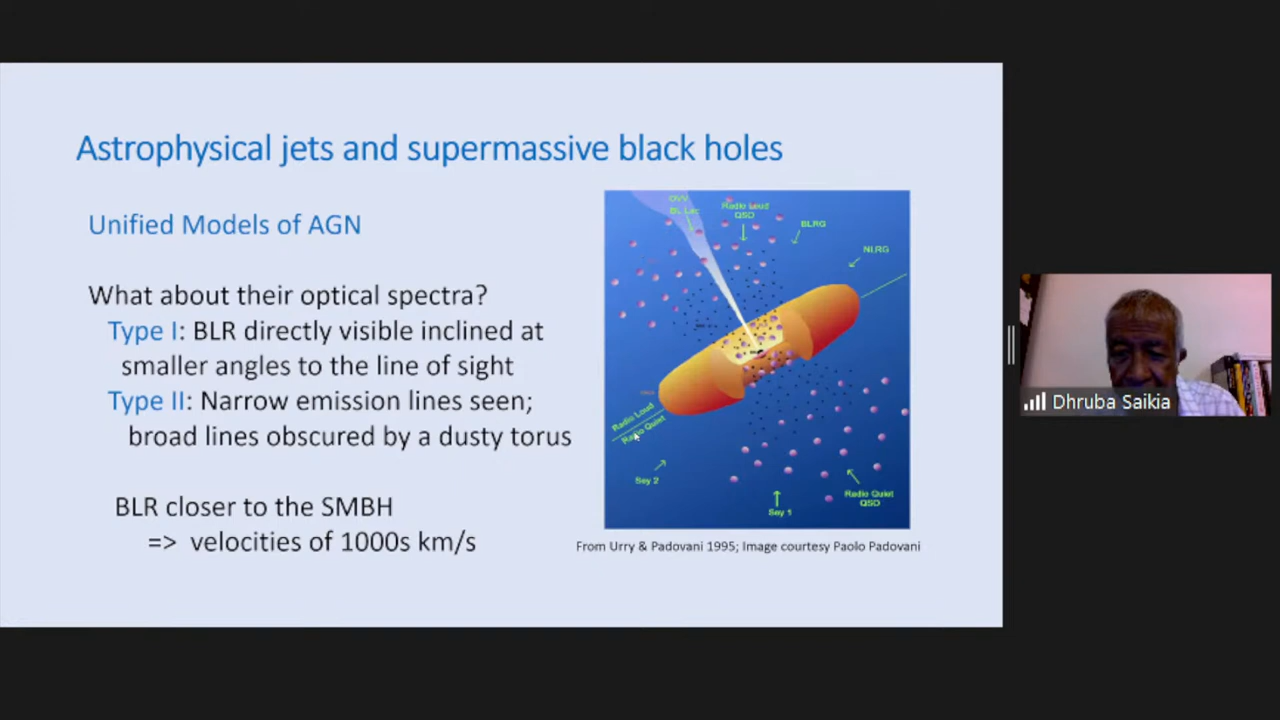 Astrophysical jets and supermassive black holes
Unified Models of AGN
What about their optical spectra?
Type I: BLR directly visible inclined at
smaller angles to the line of sight
Type II: Narrow emission lines seen;
broad lines obscured by a dusty torus
BLR closer to the SMBH
=> velocities of 1000s km/s
OVV
BL Lac
Radio Loud
QSO
BLRG
NLRG
Radio Loud
Radio Quiet
Sey 2
Sey 1
Radio Quiet
QSO
From Urry & Padovani 1995; Image courtesy Paolo Padovani
Dhruba Saikia